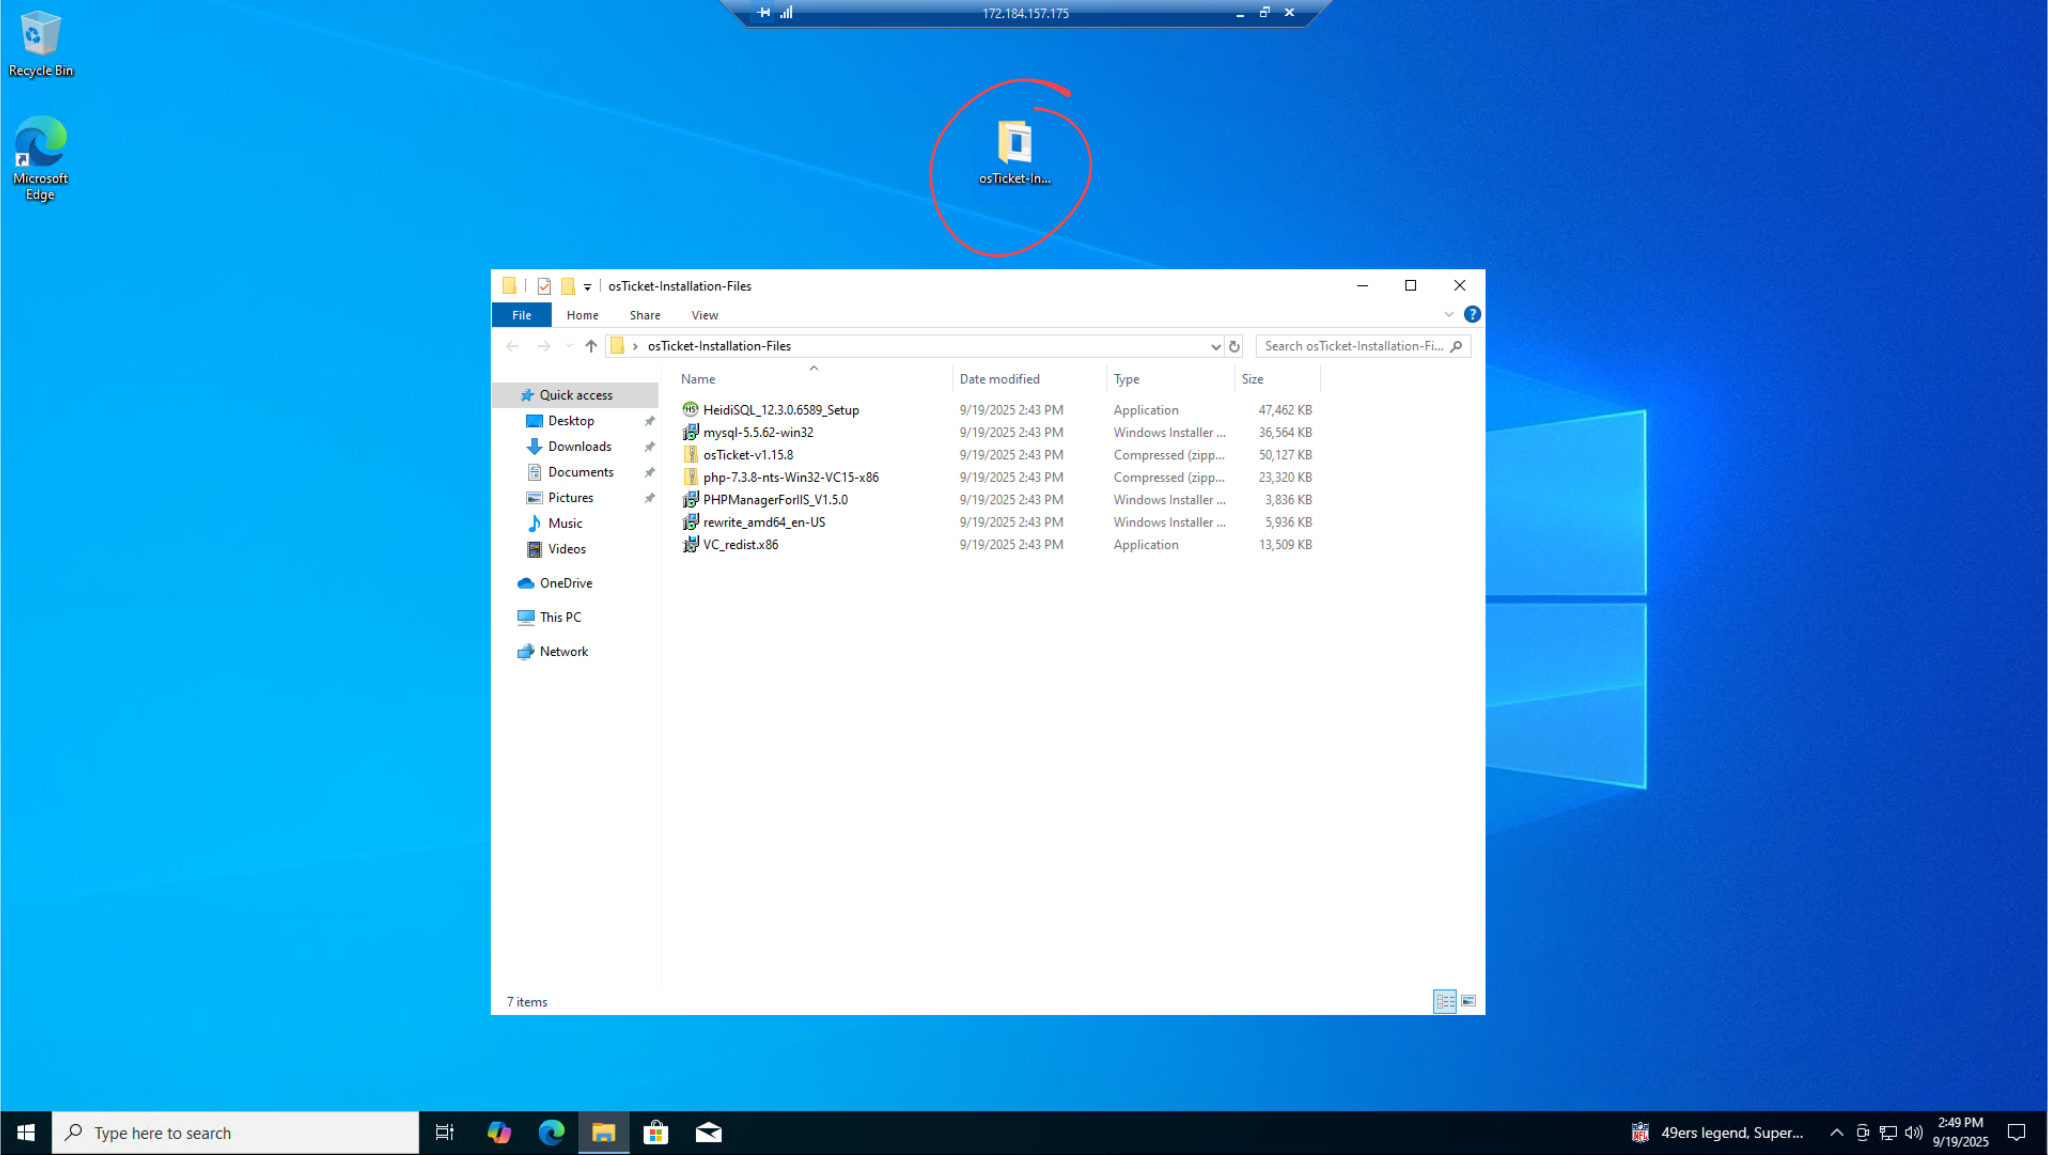 172.184.157.175
Recycle Bin
Microsoft
Edge
osTicket-In...
osTicket-Installation-Files
File Home Share View
osTicket-Installation-Files
Search osTicket-Installation-Fi...
Name Date modified Type Size
Quick access
Desktop
Downloads
Documents
Pictures
Music
Videos
OneDrive
This PC
Network
HeidiSQL_12.3.0.6589_Setup 9/19/2025 2:43 PM Application 47,462 KB
mysql-5.5.62-win32 9/19/2025 2:43 PM Windows Installer ... 36,564 KB
osTicket-v1.15.8 9/19/2025 2:43 PM Compressed (zipp... 50,127 KB
php-7.3.8-nts-Win32-VC15-x86 9/19/2025 2:43 PM Compressed (zipp... 23,320 KB
PHPManagerForIIS_V1.5.0 9/19/2025 2:43 PM Windows Installer ... 3,836 KB
rewrite_amd64_en-US 9/19/2025 2:43 PM Windows Installer ... 5,936 KB
VC_redist.x86 9/19/2025 2:43 PM Application 13,509 KB
7 items
Type here to search
49ers legend, Super...
2:49 PM
9/19/2025